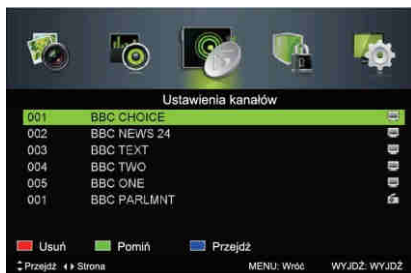 Ustawienia kanałów
001 BBC CHOICE
002 BBC NEWS 24
003 BBC TEXT
004 BBC TWO
005 BBC ONE
001 BBC PARLMNT
Usuń Pomiń Przejdź
Przejdź Strona MENU: Wróć WYJDŹ: WYJDŹ